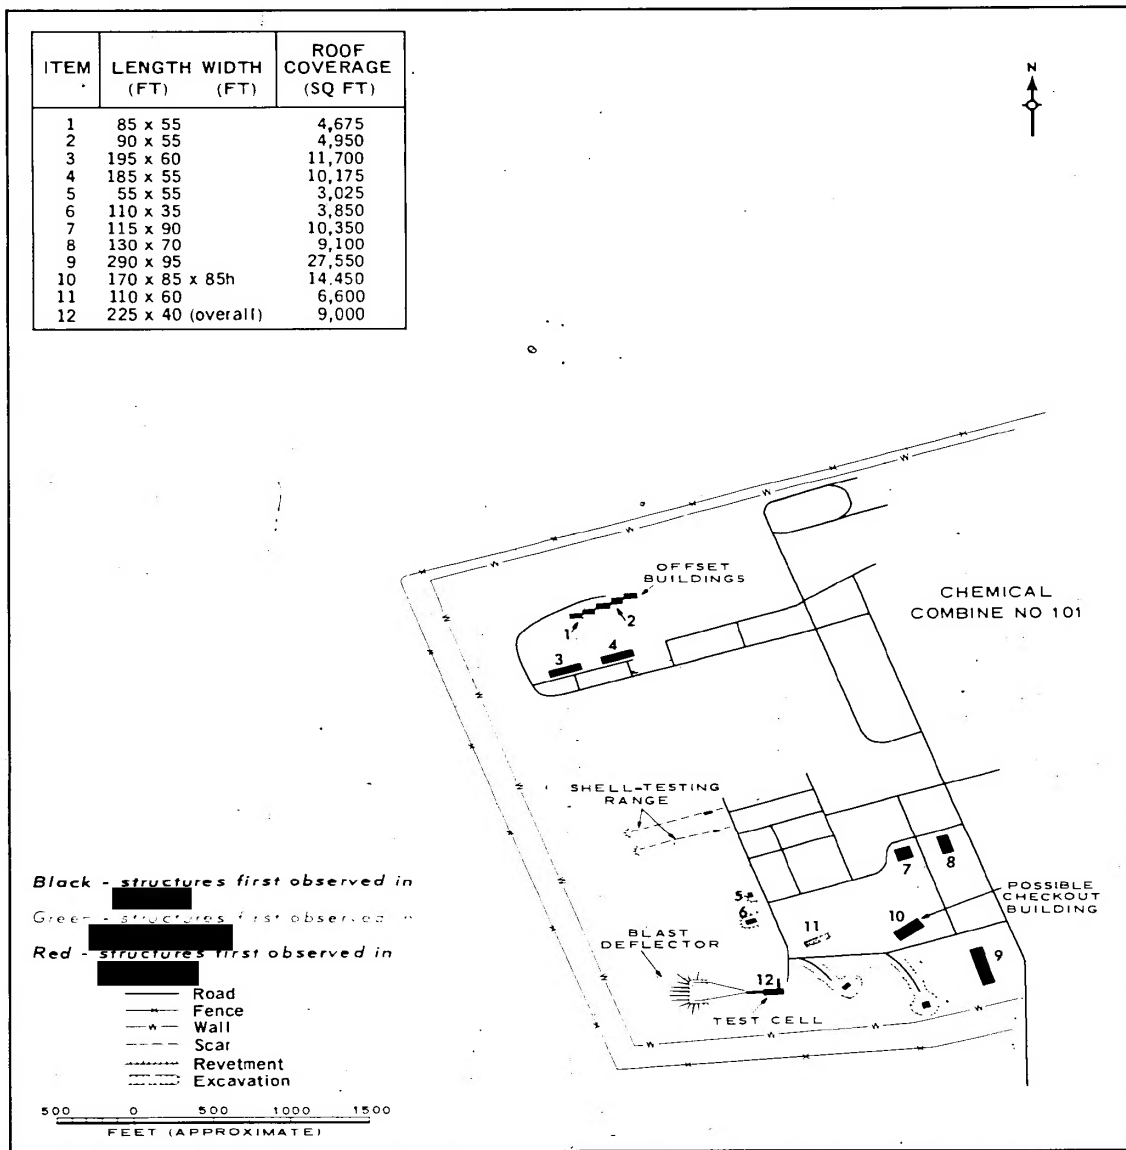 ITEM LENGTH WIDTH ROOF COVERAGE
(FT) (FT) (SQ FT)
1 85 x 55 4,675
2 90 x 55 4,950
3 195 x 60 11,700
4 185 x 55 10,175
5 55 x 55 3,025
6 110 x 35 3,850
7 115 x 90 10,350
8 130 x 70 9,100
9 290 x 95 27,550
10 170 x 85 x 85h 14.450
11 110 x 60 6,600
12 225 x 40 (overall) 9,000
N
OFFSET
BUILDINGS
CHEMICAL
COMBINE NO 101
1
2
3
4
SHELL-TESTING
RANGE
5
6
7
8
POSSIBLE
CHECKOUT
BUILDING
10
11
9
BLAST
DEFLECTOR
12
TEST CELL
Black - structures first observed in
Green - structures first observed in
Red - structures first observed in
Road
Fence
W Wall
Scar
Revetment
Excavation
500 0 500 1000 1500
FEET (APPROXIMATE)